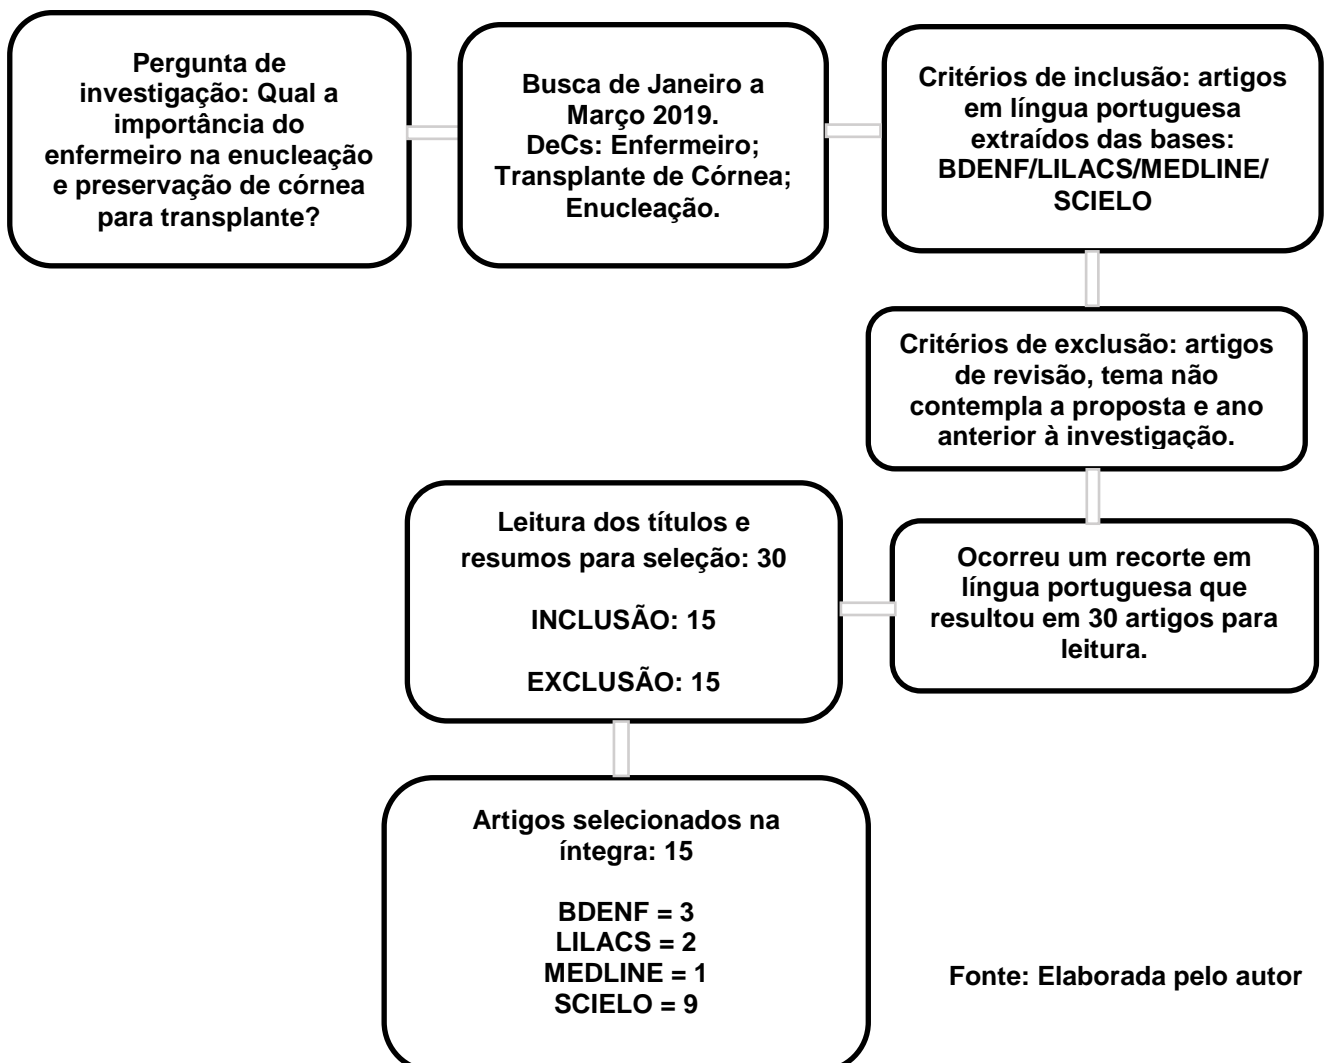 Pergunta de
investigação: Qual a
importância do
enfermeiro na enucleação
e preservação de córnea
para transplante?
Busca de Janeiro a
Março 2019.
DeCs: Enfermeiro;
Transplante de Córnea;
Enucleação.
Critérios de inclusão: artigos
em língua portuguesa
extraídos das bases:
BDENF/LILACS/MEDLINE/
SCIELO
Critérios de exclusão: artigos
de revisão, tema não
contempla a proposta e ano
anterior à investigação.
Ocorreu um recorte em
língua portuguesa que
resultou em 30 artigos para
leitura.
Leitura dos títulos e
resumos para seleção: 30
INCLUSÃO: 15
EXCLUSÃO: 15
Artigos selecionados na
íntegra: 15
BDENF = 3
LILACS = 2
MEDLINE = 1
SCIELO = 9
Fonte: Elaborada pelo autor